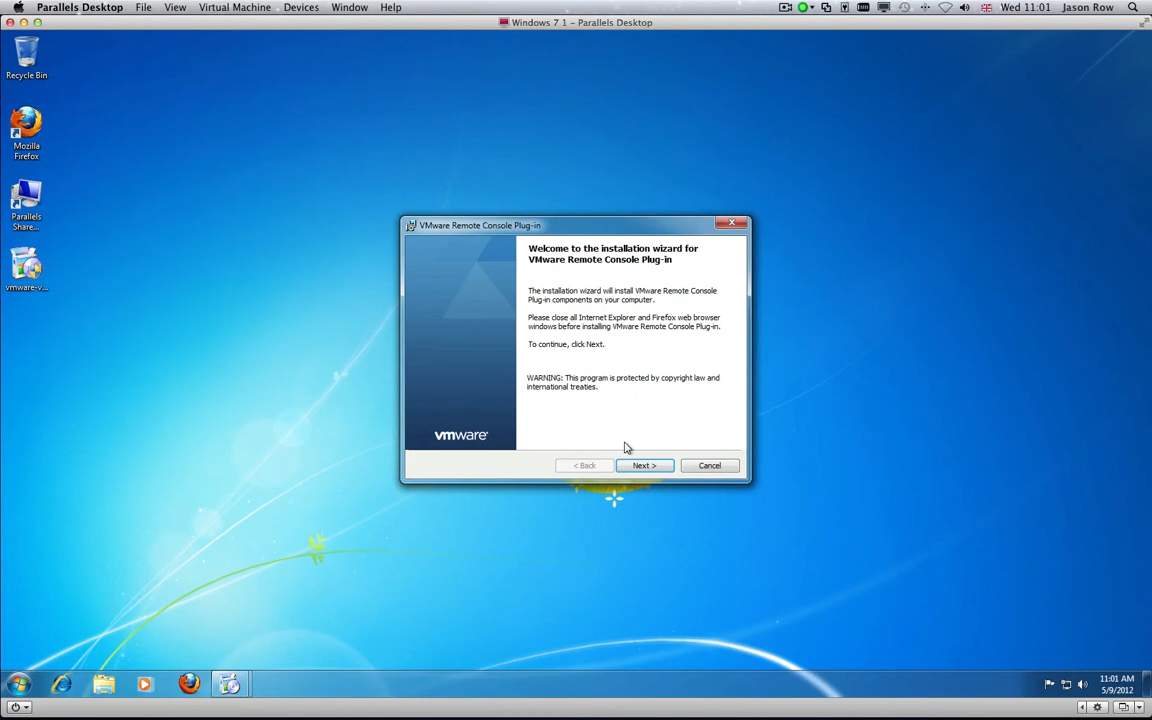 Parallels Desktop File View Virtual Machine Devices Window Help Wed 11:01 Jason Row
Windows 7 1 – Parallels Desktop
Recycle Bin
Mozilla
Firefox
Parallels
Share...
vmware-v...
VMware Remote Console Plug-in
Welcome to the installation wizard for
VMware Remote Console Plug-in
The installation wizard will install VMware Remote Console
Plug-in components on your computer.
Please close all Internet Explorer and Firefox web browser
windows before installing VMware Remote Console Plug-in.
To continue, click Next.
WARNING: This program is protected by copyright law and
international treaties.
vmware®
< Back Next > Cancel
11:01 AM
5/9/2012